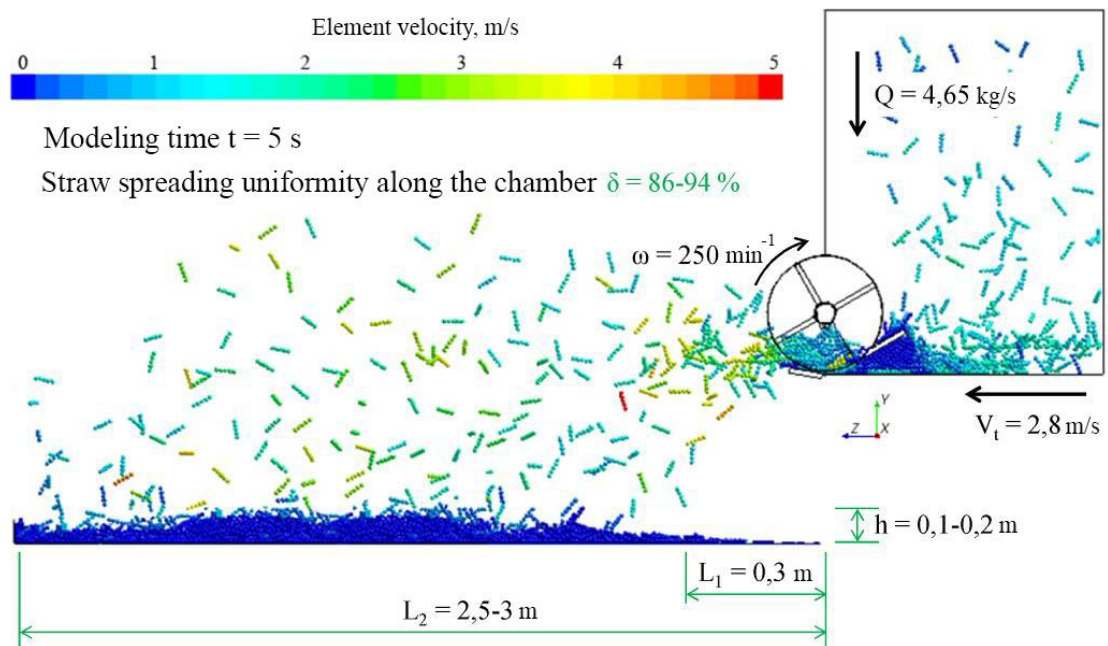 Element velocity, m/s
0 1 2 3 4 5
Modeling time t = 5 s
Straw spreading uniformity along the chamber δ = 86-94 %
Q = 4,65 kg/s
ω = 250 min⁻¹
Y
Z X
Vₜ = 2,8 m/s
h = 0,1-0,2 m
L₁ = 0,3 m
L₂ = 2,5-3 m